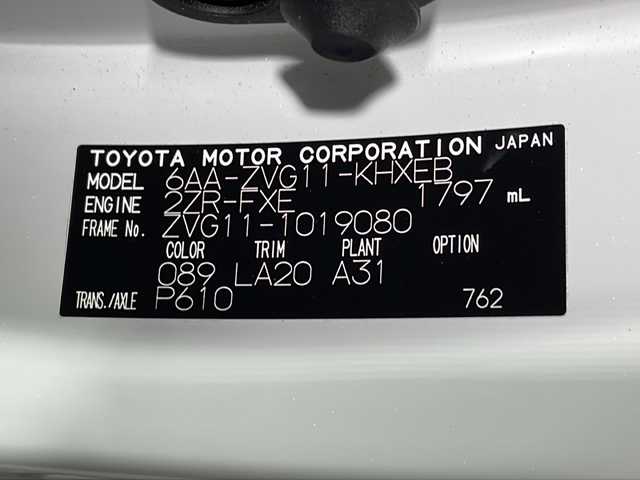 TOYOTA MOTOR CORPORATION JAPAN
MODEL 6AA-ZVG11-KHXEB
ENGINE 2ZR-FXE 1797 mL
FRAME No. ZVG11-1019080
COLOR TRIM PLANT OPTION
089 LA20 A31
TRANS./AXLE P610 762